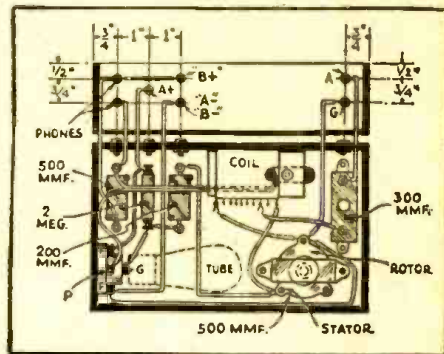 3/4" 1" 1" 3/4"
1/2" B+ A 1/2"
3/4" A+ "A-" 3/4"
B- G
PHONES
COIL
500 MMF.
300 MMF.
2 MEG.
200 MMF.
ROTOR
P G TUBE
500 MMF. STATOR